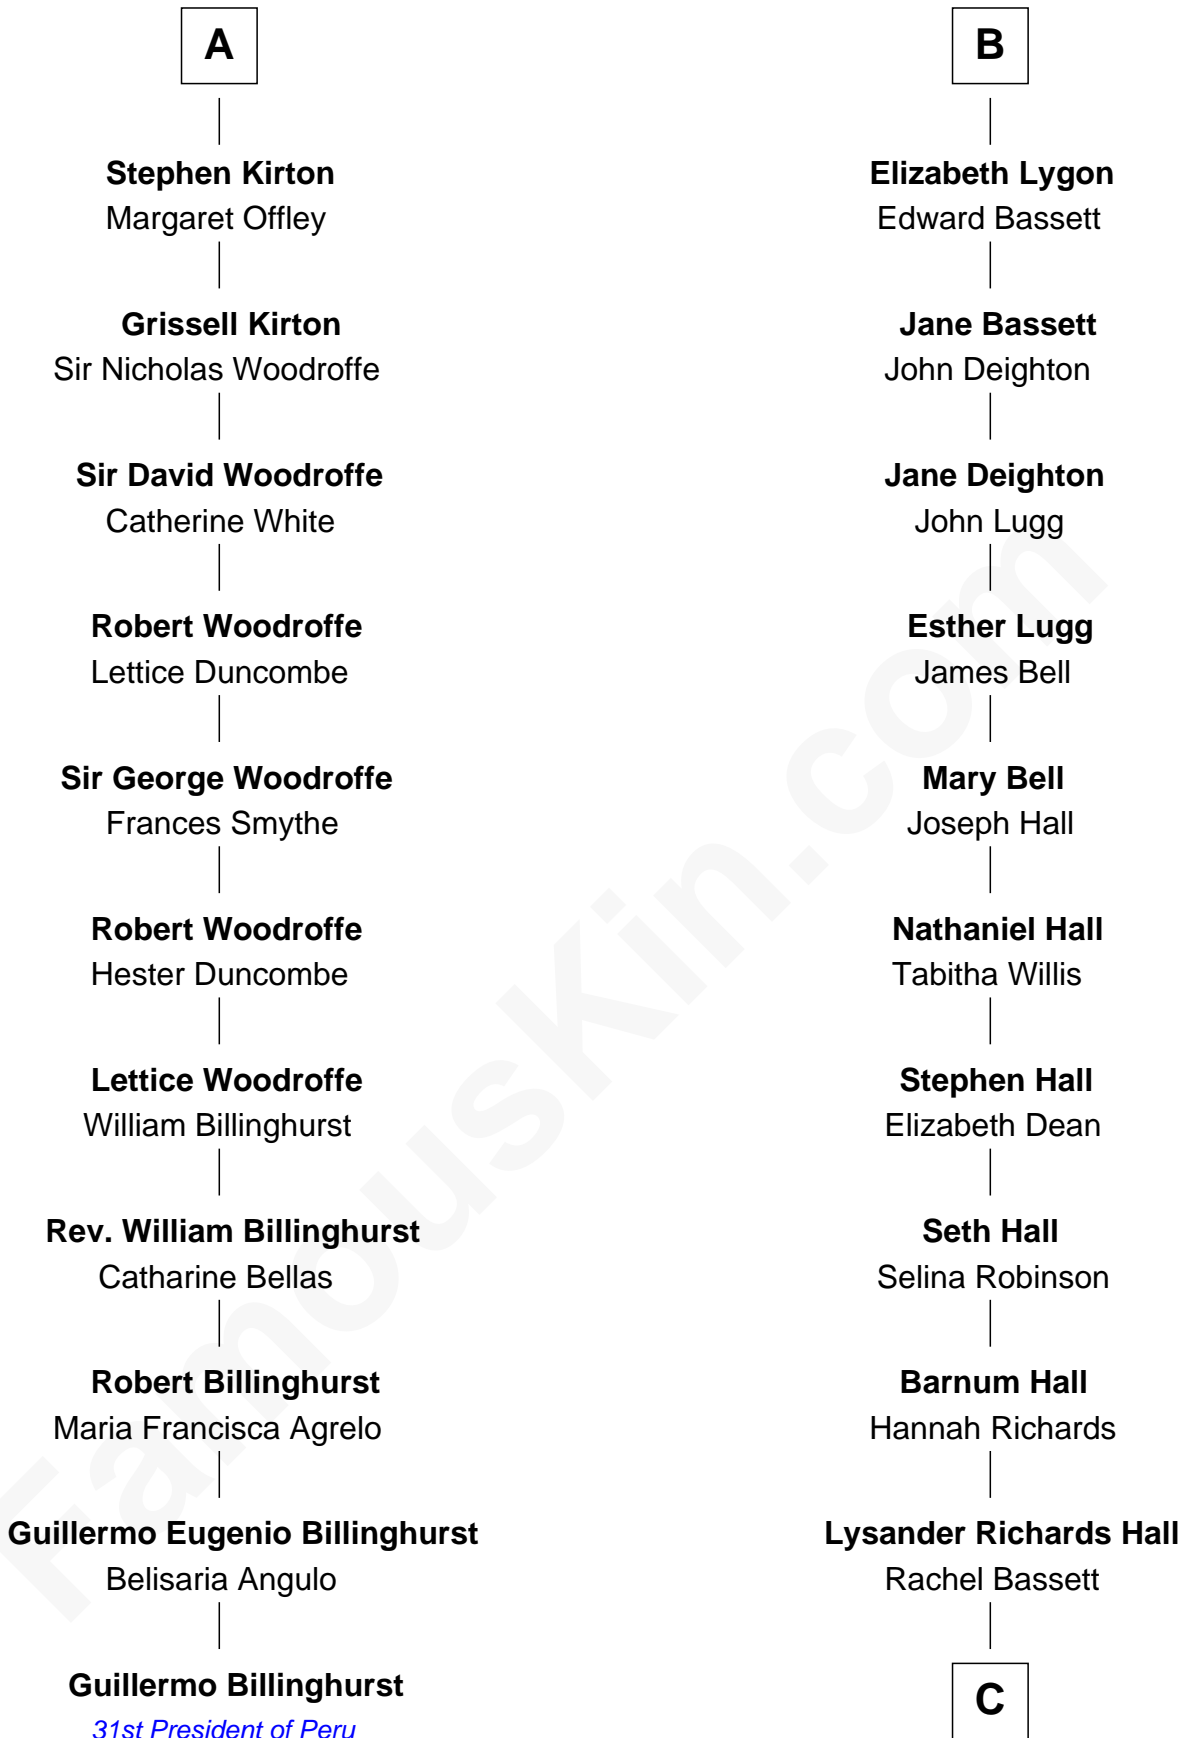 A
Stephen Kirton
Margaret Offley
Grissell Kirton
Sir Nicholas Woodroffe
Sir David Woodroffe
Catherine White
Robert Woodroffe
Lettice Duncombe
Sir George Woodroffe
Frances Smythe
Robert Woodroffe
Hester Duncombe
Lettice Woodroffe
William Billinghurst
Rev. William Billinghurst
Catharine Bellas
Robert Billinghurst
Maria Francisca Agrelo
Guillermo Eugenio Billinghurst
Belisaria Angulo
Guillermo Billinghurst
31st President of Peru
B
Elizabeth Lygon
Edward Bassett
Jane Bassett
John Deighton
Jane Deighton
John Lugg
Esther Lugg
James Bell
Mary Bell
Joseph Hall
Nathaniel Hall
Tabitha Willis
Stephen Hall
Elizabeth Dean
Seth Hall
Selina Robinson
Barnum Hall
Hannah Richards
Lysander Richards Hall
Rachel Bassett
C
FamousKin.com